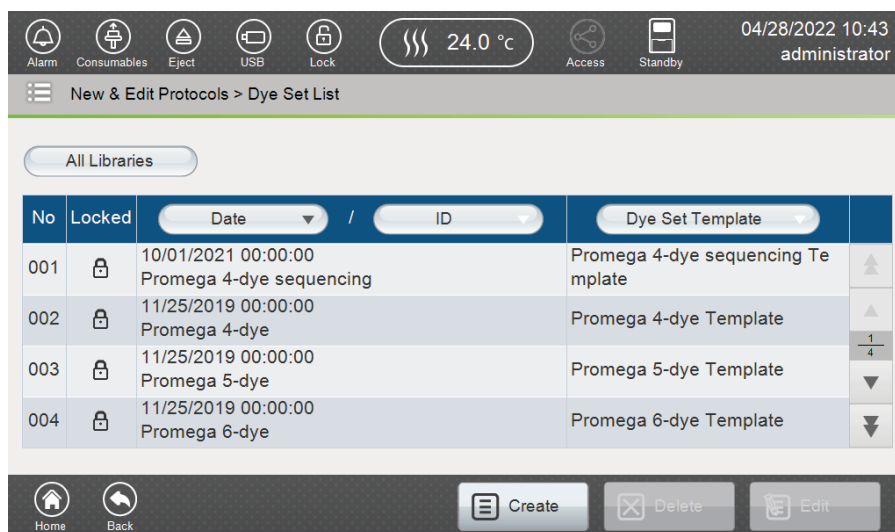 04/28/2022 10:43
24.0 °c
administrator
Alarm Consumables Eject USB Lock Access Standby
New & Edit Protocols > Dye Set List
All Libraries
No Locked Date / ID Dye Set Template
10/01/2021 00:00:00 Promega 4-dye sequencing Te
001
Promega 4-dye sequencing mplate
11/25/2019 00:00:00
002 Promega 4-dye Template
Promega 4-dye
1
4
11/25/2019 00:00:00
003 Promega 5-dye Template
Promega 5-dye
11/25/2019 00:00:00
004 Promega 6-dye Template
Promega 6-dye
Create Delete Edit
Home Back